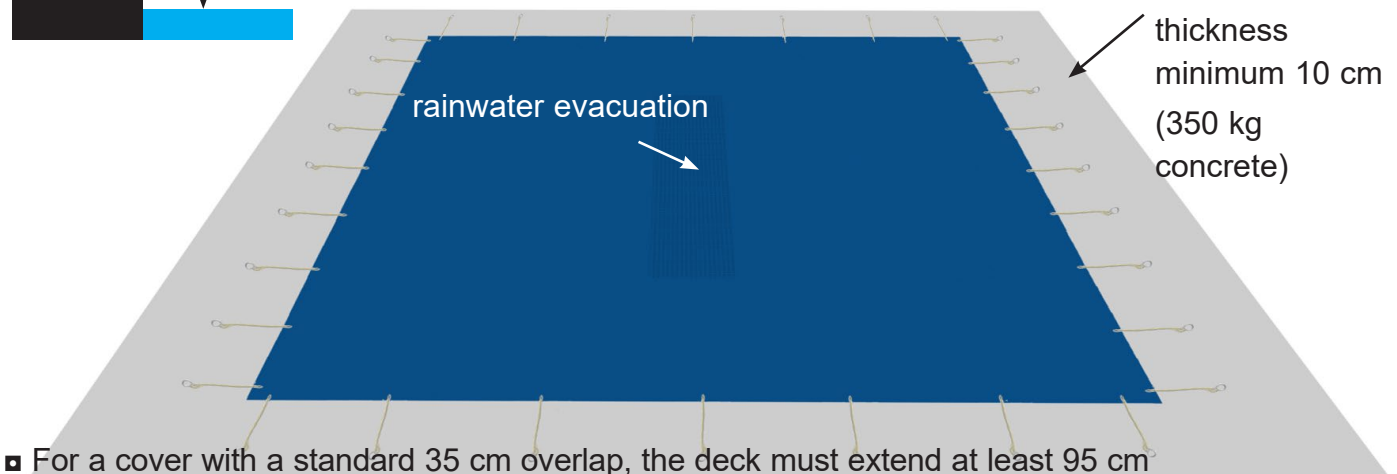 thickness
minimum 10 cm
(350 kg
concrete)
rainwater evacuation
◘ For a cover with a standard 35 cm overlap, the deck must extend at least 95 cm